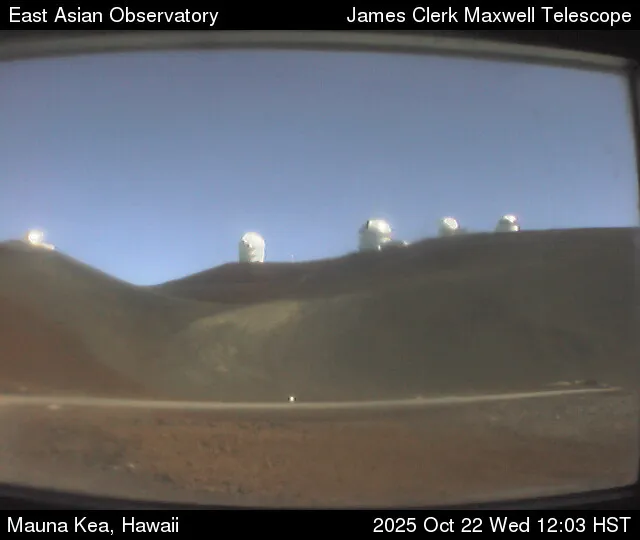 East Asian Observatory
James Clerk Maxwell Telescope
Mauna Kea, Hawaii
2025 Oct 22 Wed 12:03 HST